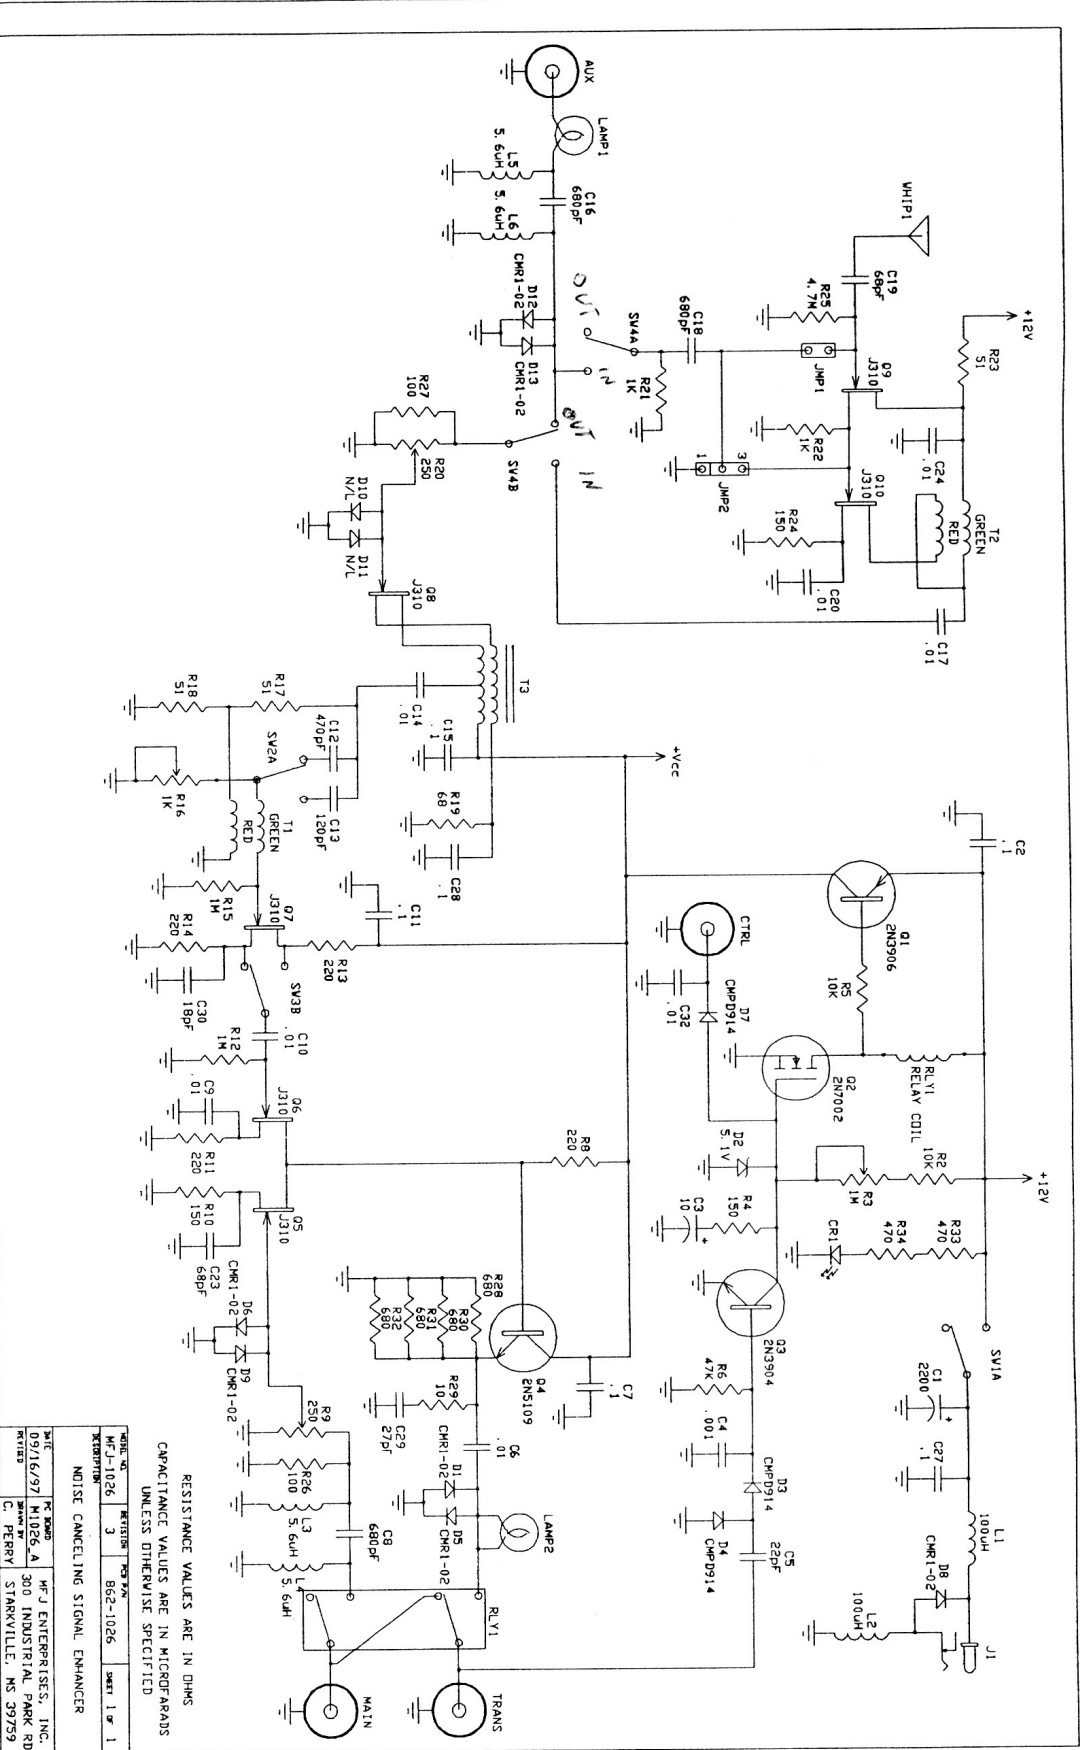 AUX
LAMP1
L5
5.6uH
C16
680pF
L6
5.6uH
D12
CMR1-02
D13
CMR1-02
OUT
IN
SW4A
OUT
IN
SW4B
WHIP1
C19
68pF
R25
4.7M
JMP1
C18
680pF
R21
1K
Q9
J310
R22
1K
3
1
JMP2
+12V
R23
51
C24
.01
Q10
J310
T2
GREEN
RED
R24
150
C20
.01
C17
.01
R27
100
R20
250
D10
N/L
D11
N/L
Q8
J310
T3
C14
.01
C15
.1
R19
68
C28
.1
+Vcc
R17
51
R18
51
C12
470pF
SW2A
C13
120pF
R16
1K
T1
GREEN
RED
R15
1M
Q7
J310
R14
220
C30
18pF
R13
220
C11
.1
SW3B
C10
.01
R12
1M
C9
.01
Q6
J310
R11
220
R10
150
Q5
J310
C23
68pF
D6
CMR1-02
D9
CMR1-02
R8
220
C2
.1
Q1
2N3906
R5
10K
CTRL
C32
.01
D7
CMPD914
Q2
2N7002
RLY1
RELAY COIL
D2
5.1V
R2
10K
R3
1M
+12V
C3
10
+
R4
150
R33
470
R34
470
CR1
Q3
2N3904
SW1A
C1
2200
+
C27
.1
L1
100uH
D8
CMR1-02
L2
100uH
J1
R6
47K
C4
.001
D3
CMPD914
D4
CMPD914
C5
22pF
R28
680
R30
680
R31
680
R32
680
Q4
2N5109
C7
.1
R29
10
C29
27pF
C6
.01
D1
CMR1-02
D5
CMR1-02
LAMP2
R9
250
R26
100
L3
5.6uH
C8
680pF
L4
5.6uH
RLY1
TRANS
MAIN
RESISTANCE VALUES ARE IN OHMS
CAPACITANCE VALUES ARE IN MICROFARADS
UNLESS OTHERWISE SPECIFIED
MODEL NO.
MFJ-1026
REVISION
3
PCB P/N
862-1026
SHEET 1 OF 1
DESCRIPTION
NOISE CANCELING SIGNAL ENHANCER
DATE
09/16/97
PC BOARD
M1026_A
REVISED
DRAWN BY
C. PERRY
MFJ ENTERPRISES, INC.
300 INDUSTRIAL PARK RD
STARKVILLE, MS 39759